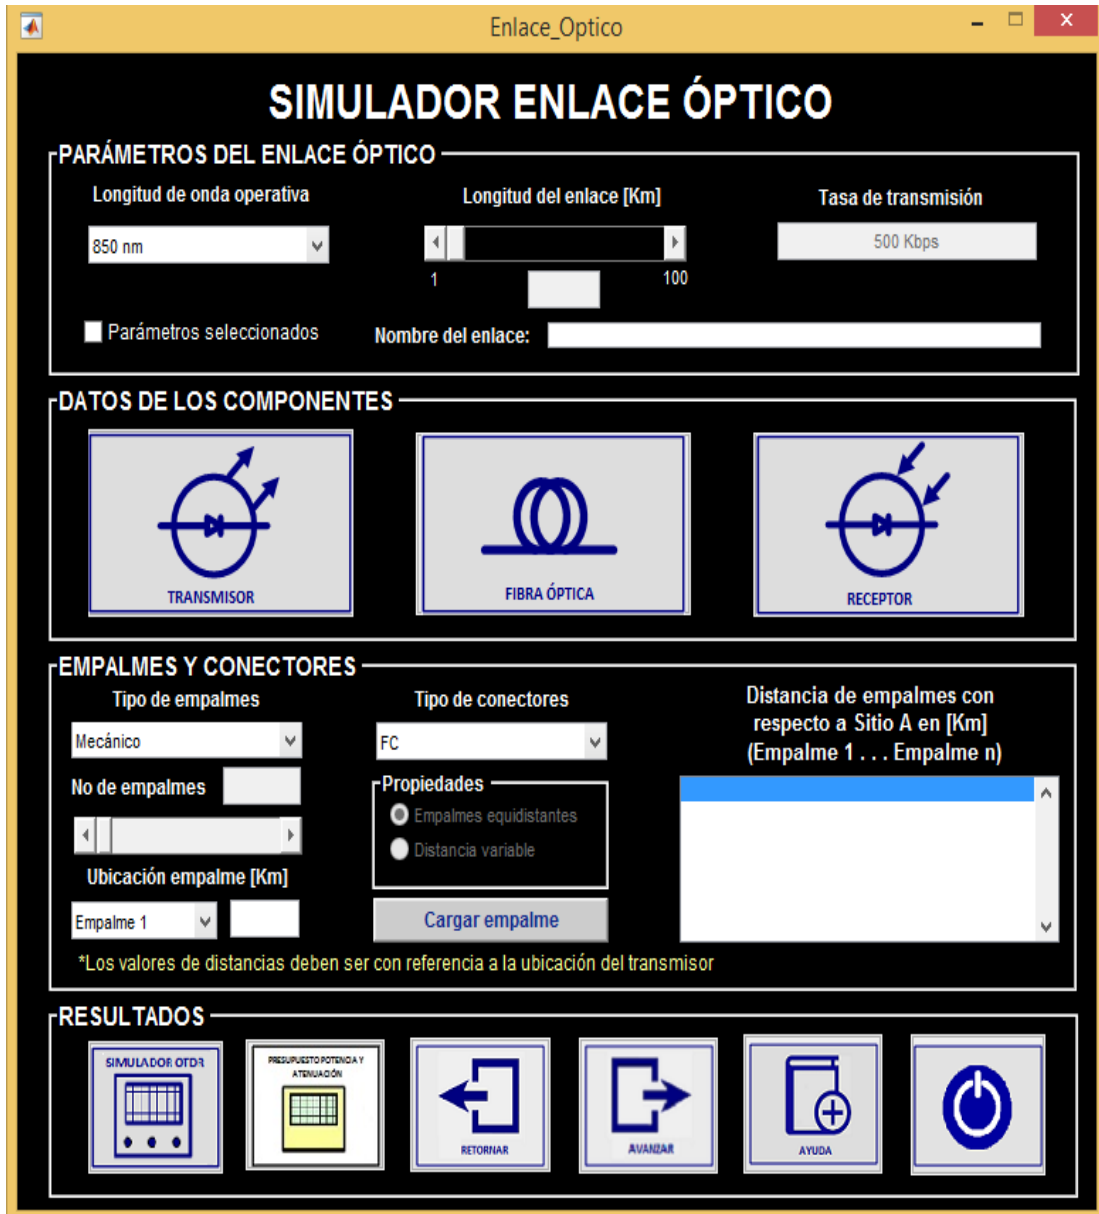 Enlace_Optico
SIMULADOR ENLACE ÓPTICO
PARÁMETROS DEL ENLACE ÓPTICO
Longitud de onda operativa
Longitud del enlace [Km]
Tasa de transmisión
850 nm
500 Kbps
1
100
Parámetros seleccionados
Nombre del enlace:
DATOS DE LOS COMPONENTES
TRANSMISOR
FIBRA ÓPTICA
RECEPTOR
EMPALMES Y CONECTORES
Tipo de empalmes
Mecánico
No de empalmes
Ubicación empalme [Km]
Empalme 1
Tipo de conectores
FC
Propiedades
Empalmes equidistantes
Distancia variable
Cargar empalme
Distancia de empalmes con
respecto a Sitio A en [Km]
(Empalme 1 . . . Empalme n)
*Los valores de distancias deben ser con referencia a la ubicación del transmisor
RESULTADOS
SIMULADOR OTDR
PRESUPUESTO POTENCIA Y
ATENUACIÓN
RETORNAR
AVANZAR
AYUDA